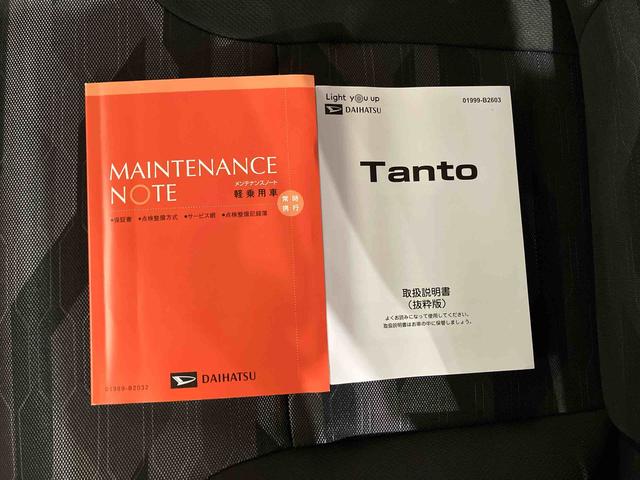 MAINTENANCE
NOTE
メンテナンスノート
軽乗用車
常時
携行
●保証書 ●点検整備方式 ●サービス網 ●点検整備記録簿
01999-B2032
DAIHATSU
Light you up
DAIHATSU
01999-B2603
Tanto
取扱説明書
（抜粋版）
よくお読みになって使用してください。
取扱説明書はお車の中に保管しましょう。